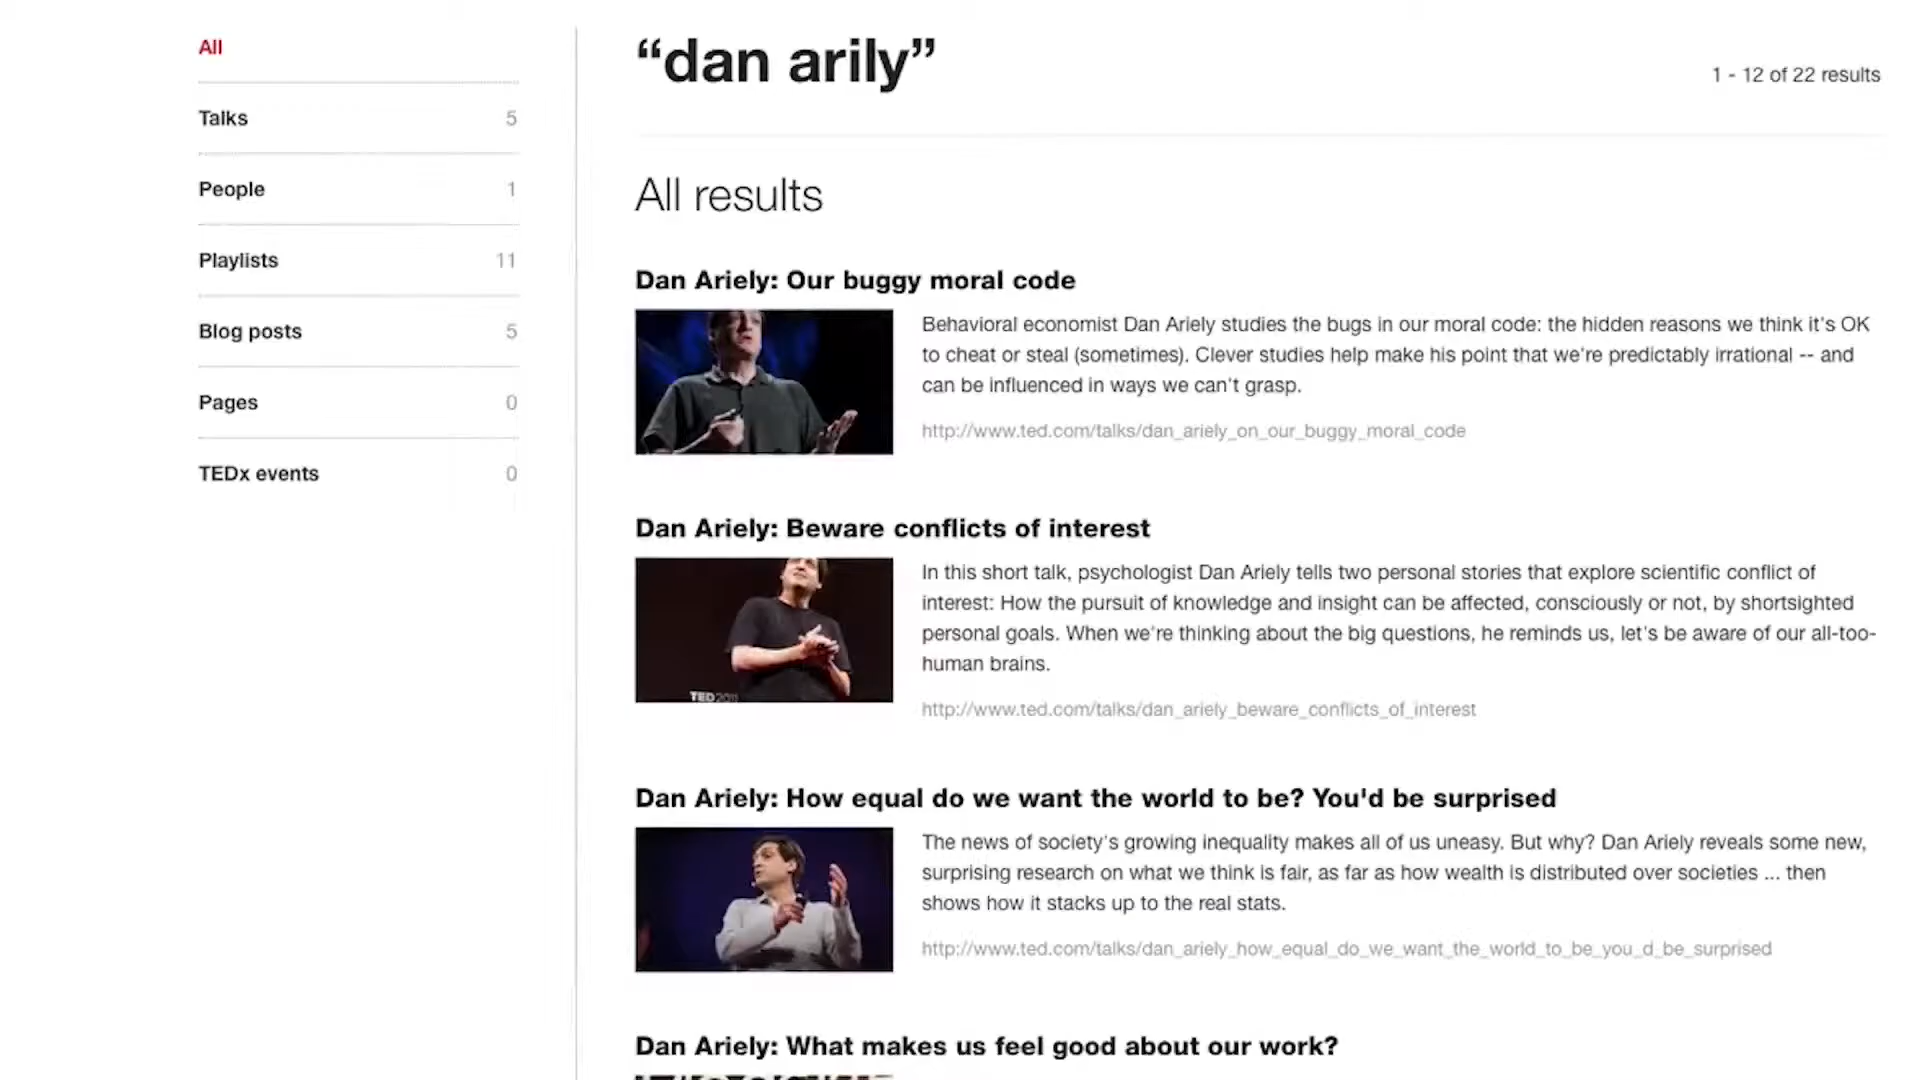 All
Talks 5
People 1
Playlists 11
Blog posts 5
Pages 0
TEDx events 0
“dan arily”
1 - 12 of 22 results
All results
Dan Ariely: Our buggy moral code
Behavioral economist Dan Ariely studies the bugs in our moral code: the hidden reasons we think it's OK
to cheat or steal (sometimes). Clever studies help make his point that we're predictably irrational -- and
can be influenced in ways we can't grasp.
http://www.ted.com/talks/dan_ariely_on_our_buggy_moral_code
Dan Ariely: Beware conflicts of interest
TED2011
In this short talk, psychologist Dan Ariely tells two personal stories that explore scientific conflict of
interest: How the pursuit of knowledge and insight can be affected, consciously or not, by shortsighted
personal goals. When we're thinking about the big questions, he reminds us, let's be aware of our all-too-
human brains.
http://www.ted.com/talks/dan_ariely_beware_conflicts_of_interest
Dan Ariely: How equal do we want the world to be? You'd be surprised
The news of society's growing inequality makes all of us uneasy. But why? Dan Ariely reveals some new,
surprising research on what we think is fair, as far as how wealth is distributed over societies ... then
shows how it stacks up to the real stats.
http://www.ted.com/talks/dan_ariely_how_equal_do_we_want_the_world_to_be_you_d_be_surprised
Dan Ariely: What makes us feel good about our work?